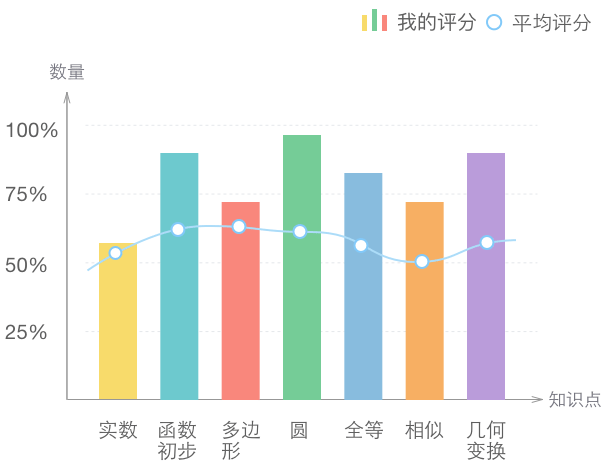 我的评分 平均评分
数量
100%
75%
50%
25%
知识点
实数 函数 多边 圆 全等 相似 几何
初步 形 变换